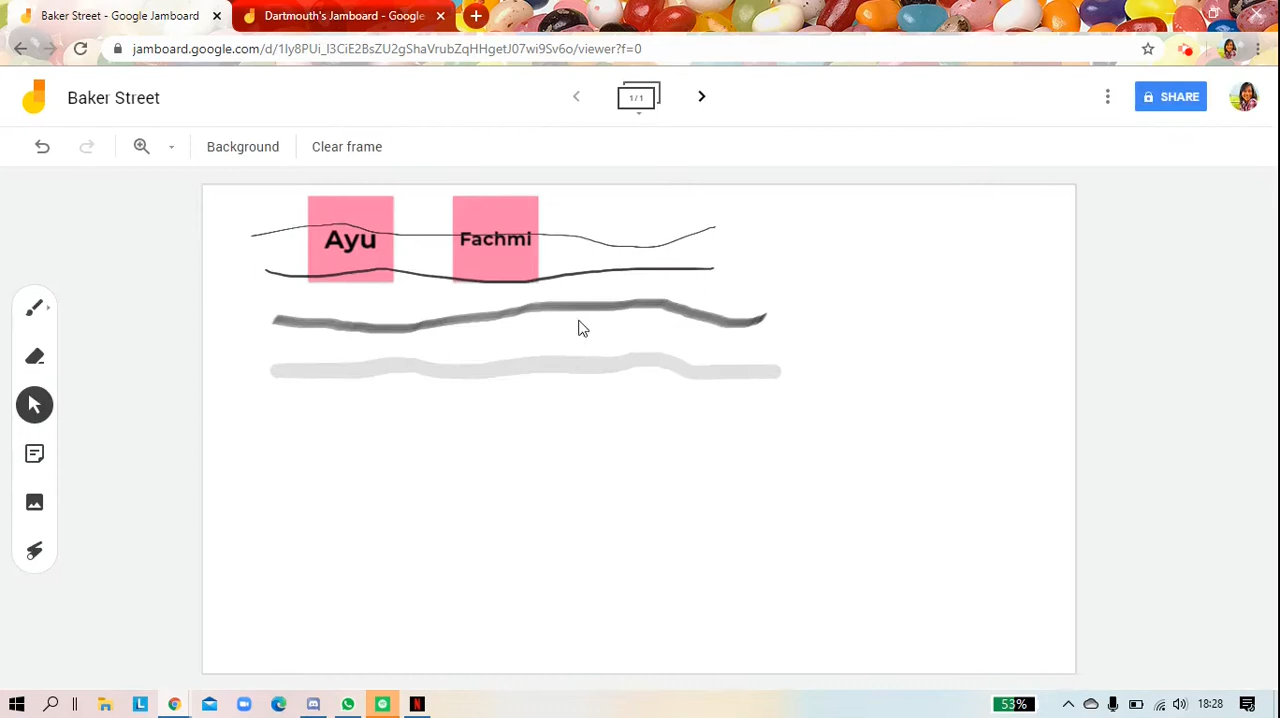 Baker Street - Google Jamboard
Dartmouth's Jamboard - Google
jamboard.google.com/d/1Iy8PUi_I3CiE2BsZU2gShaVrubZqHHgetJ07wi9Sv6o/viewer?f=0
Baker Street
1 / 1
SHARE
Background
Clear frame
Ayu
Fachmi
53%
18:28